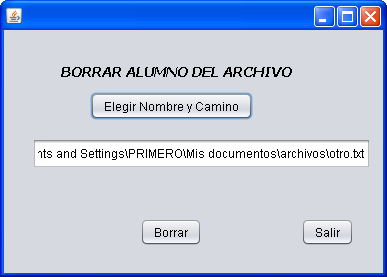 BORRAR ALUMNO DEL ARCHIVO
Elegir Nombre y Camino
nts and Settings\PRIMERO\Mis documentos\archivos\otro.txt
Borrar Salir